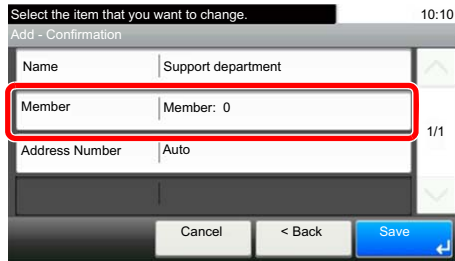 Select the item that you want to change. 10:10
Add - Confirmation
Name Support department
Member Member: 0
1/1
Address Number Auto
Cancel < Back Save